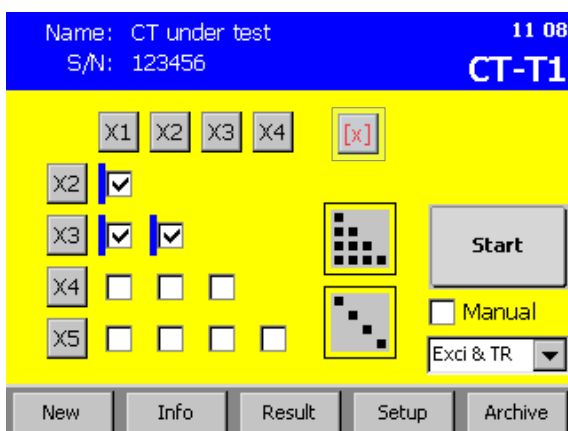 Name: CT under test
11 08
S/N: 123456
CT-T1
X1 X2 X3 X4 [x]
X2
X3
Start
X4
Manual
X5
Exci & TR
New Info Result Setup Archive